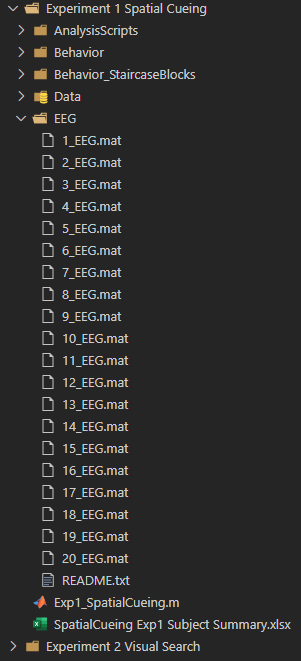 Experiment 1 Spatial Cueing
AnalysisScripts
Behavior
Behavior_StaircaseBlocks
Data
EEG
1_EEG.mat
2_EEG.mat
3_EEG.mat
4_EEG.mat
5_EEG.mat
6_EEG.mat
7_EEG.mat
8_EEG.mat
9_EEG.mat
10_EEG.mat
11_EEG.mat
12_EEG.mat
13_EEG.mat
14_EEG.mat
15_EEG.mat
16_EEG.mat
17_EEG.mat
18_EEG.mat
19_EEG.mat
20_EEG.mat
README.txt
Exp1_SpatialCueing.m
SpatialCueing Exp1 Subject Summary.xlsx
Experiment 2 Visual Search